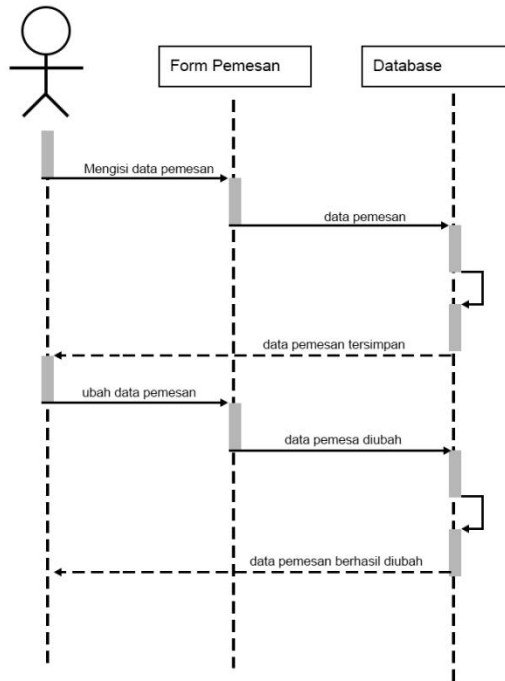 Form Pemesan
Database
Mengisi data pemesan
data pemesan
data pemesan tersimpan
ubah data pemesan
data pemesa diubah
data pemesan berhasil diubah